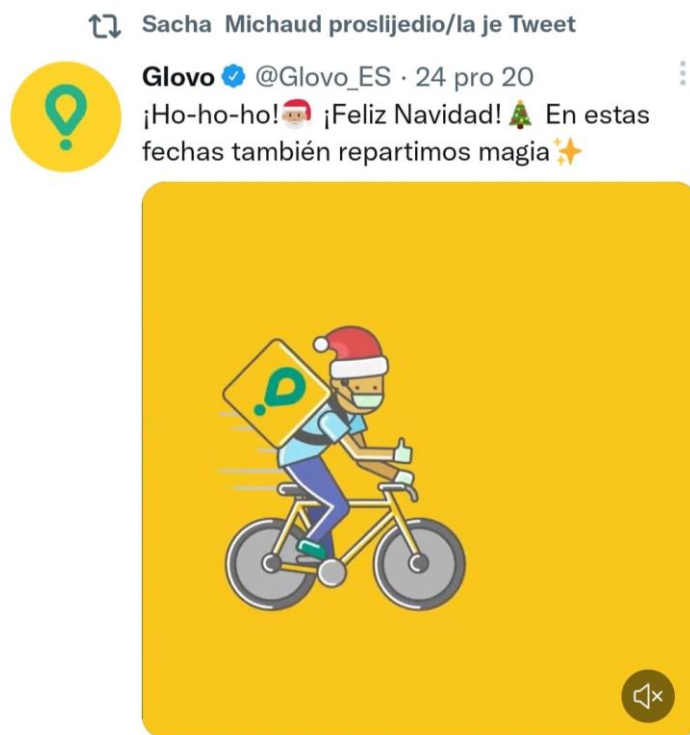 Sacha Michaud proslijedio/la je Tweet
Glovo @Glovo_ES · 24 pro 20
¡Ho-ho-ho!🎅🏼 ¡Feliz Navidad!🎄 En estas
fechas también repartimos magia✨